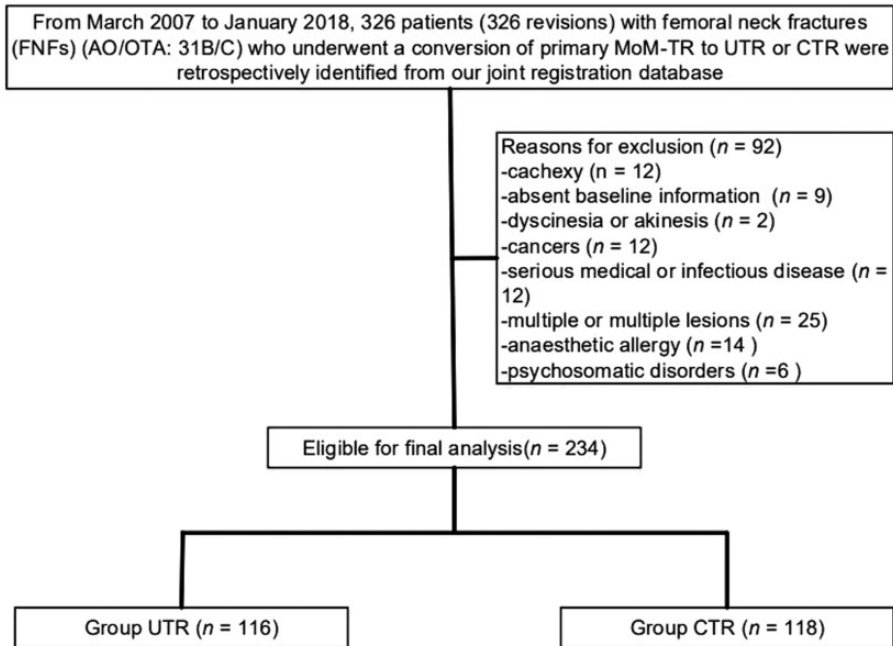 From March 2007 to January 2018, 326 patients (326 revisions) with femoral neck fractures
(FNFs) (AO/OTA: 31B/C) who underwent a conversion of primary MoM-TR to UTR or CTR were
retrospectively identified from our joint registration database
Reasons for exclusion (n = 92)
-cachexy (n = 12)
-absent baseline information (n = 9)
-dyscinesia or akinesis (n = 2)
-cancers (n = 12)
-serious medical or infectious disease (n =
12)
-multiple or multiple lesions (n = 25)
-anaesthetic allergy (n =14 )
-psychosomatic disorders (n =6 )
Eligible for final analysis(n = 234)
Group UTR (n = 116)
Group CTR (n = 118)